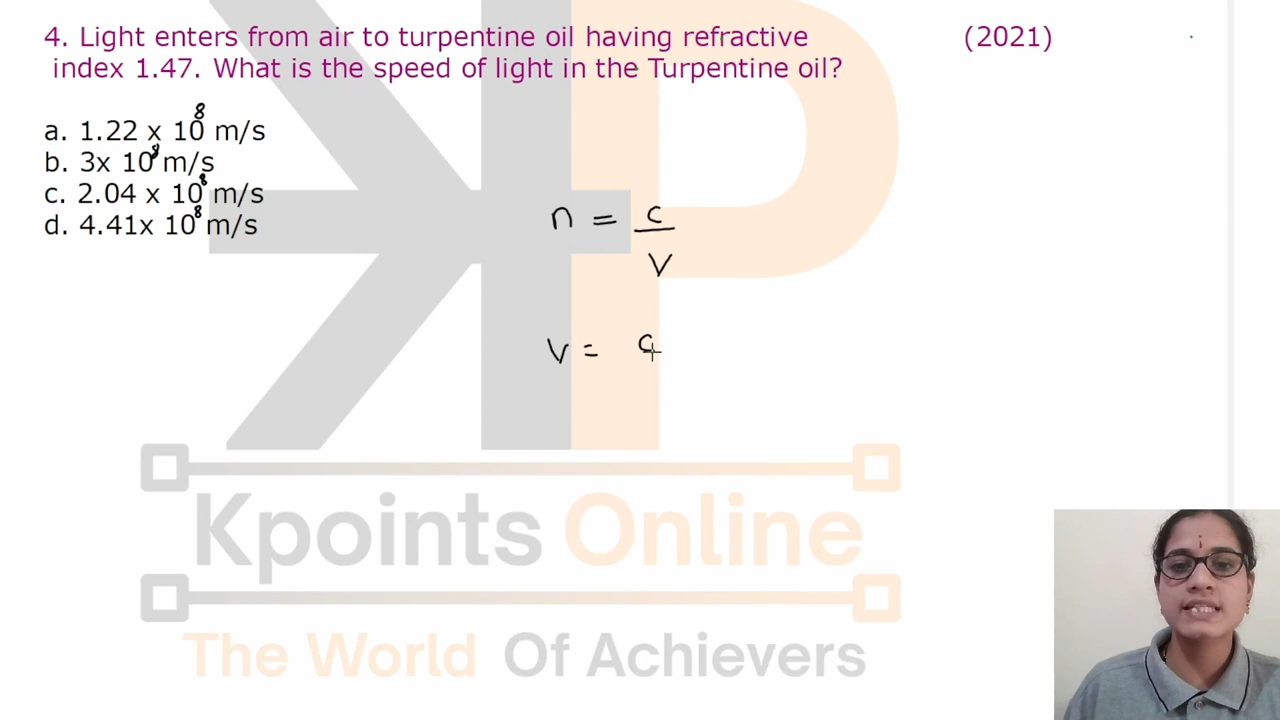 4. Light enters from air to turpentine oil having refractive (2021)
index 1.47. What is the speed of light in the Turpentine oil?
a. 1.22 x 10⁸ m/s
b. 3x 10⁸ m/s
c. 2.04 x 10⁸ m/s
d. 4.41x 10⁸ m/s
n = c
v
v = c
Kpoints Online
The World Of Achievers